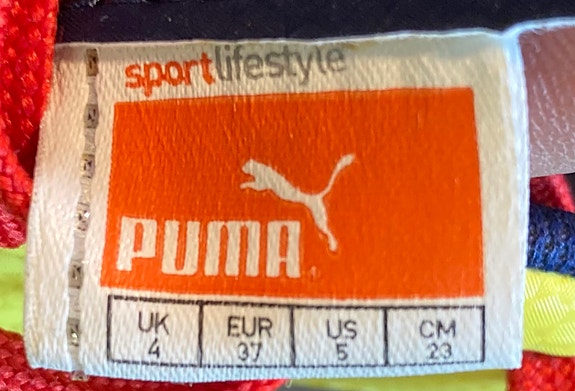 sportlifestyle
PUMA
UK EUR US CM
4 37 5 23